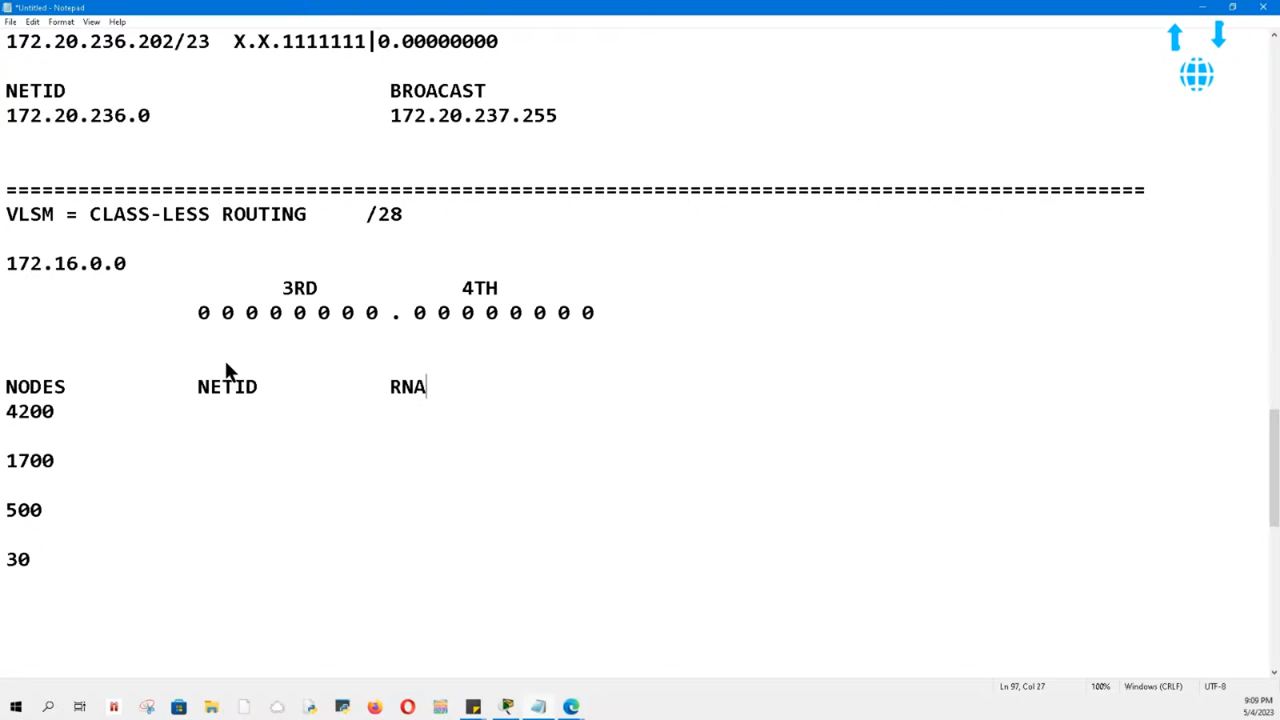 *Untitled - Notepad
File Edit Format View Help
172.20.236.202/23 X.X.1111111|0.00000000
NETID BROACAST
172.20.236.0 172.20.237.255
===============================================================================================
VLSM = CLASS-LESS ROUTING /28
172.16.0.0
3RD 4TH
0 0 0 0 0 0 0 0 . 0 0 0 0 0 0 0 0
NODES NETID RNA
4200
1700
500
30
Ln 97, Col 27 100% Windows (CRLF) UTF-8
9:09 PM
5/4/2023